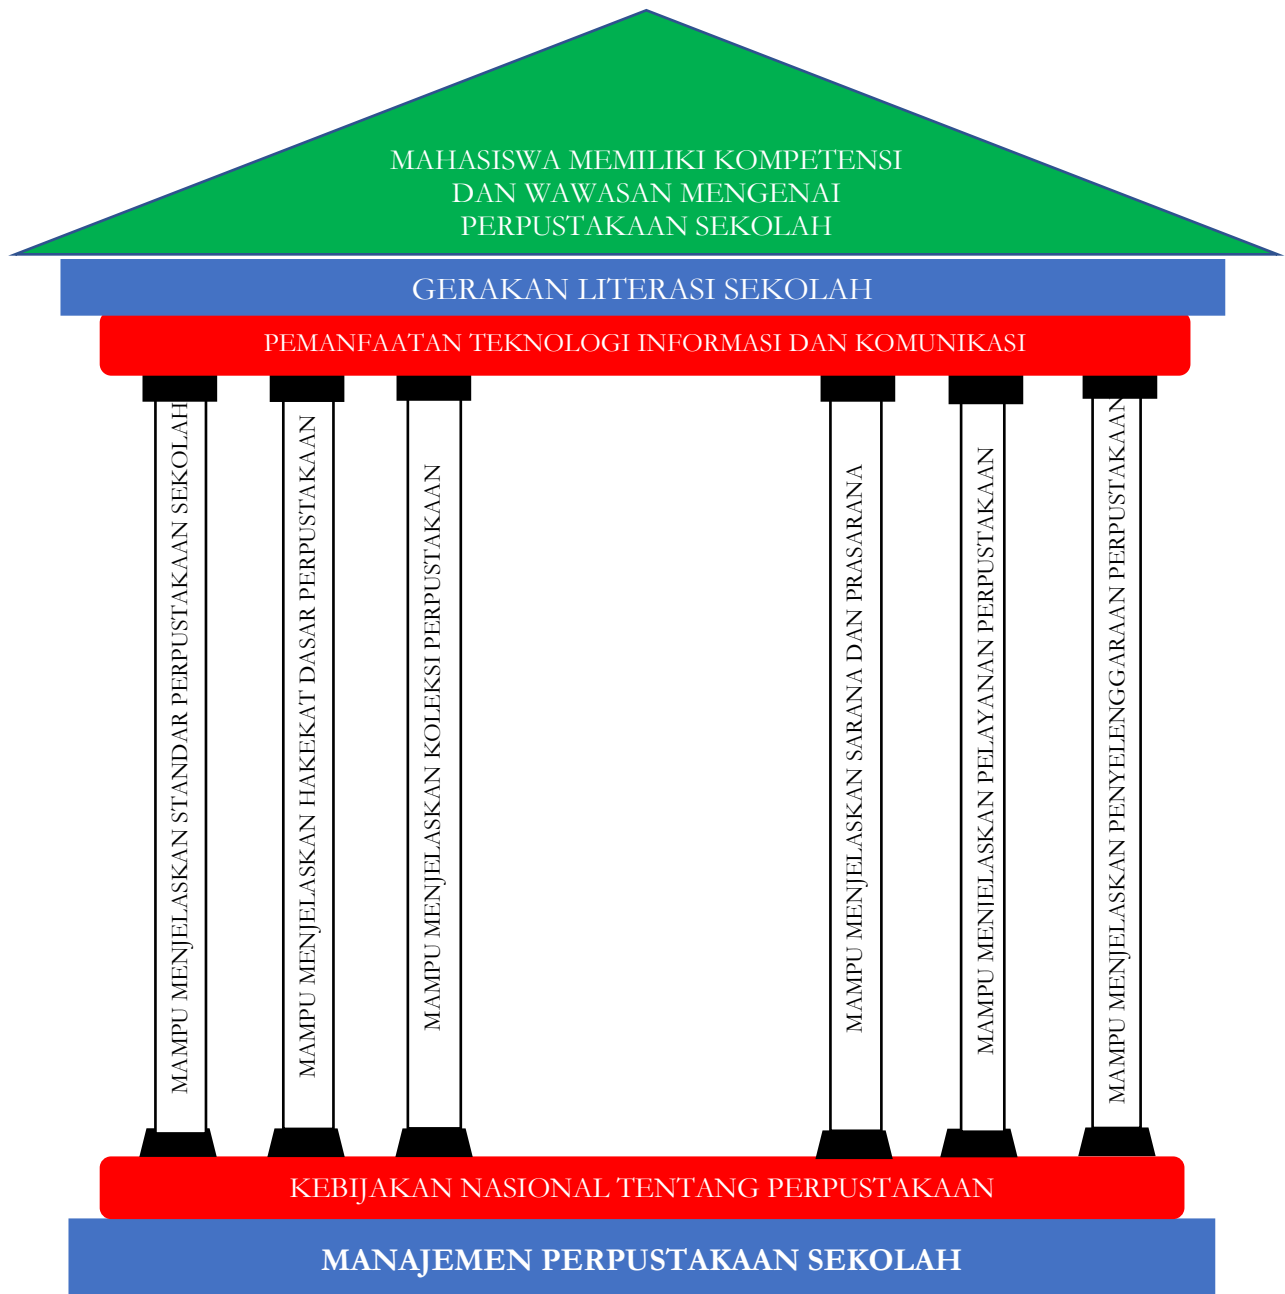 MAHASISWA MEMILIKI KOMPETENSI
DAN WAWASAN MENGENAI
PERPUSTAKAAN SEKOLAH
GERAKAN LITERASI SEKOLAH
PEMANFAATAN TEKNOLOGI INFORMASI DAN KOMUNIKASI
MAMPU MENJELASKAN STANDAR PERPUSTAKAAN SEKOLAH
MAMPU MENJELASKAN HAKEKAT DASAR PERPUSTAKAAN
MAMPU MENJELASKAN KOLEKSI PERPUSTAKAAN
MAMPU MENJELASKAN SARANA DAN PRASARANA
MAMPU MENJELASKAN PELAYANAN PERPUSTAKAAN
MAMPU MENJELASKAN PENYELENGGARAAN PERPUSTAKAAN
KEBIJAKAN NASIONAL TENTANG PERPUSTAKAAN
MANAJEMEN PERPUSTAKAAN SEKOLAH